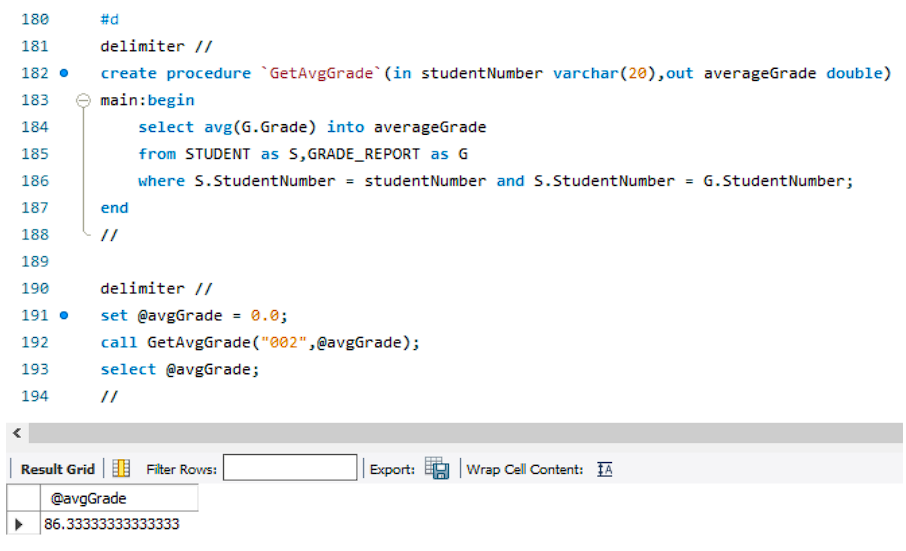 180 #d
181 delimiter //
182 create procedure `GetAvgGrade`(in studentNumber varchar(20),out averageGrade double)
183 main:begin
184 select avg(G.Grade) into averageGrade
185 from STUDENT as S,GRADE_REPORT as G
186 where S.StudentNumber = studentNumber and S.StudentNumber = G.StudentNumber;
187 end
188 //
189
190 delimiter //
191 set @avgGrade = 0.0;
192 call GetAvgGrade("002",@avgGrade);
193 select @avgGrade;
194 //
Result Grid Filter Rows: Export: Wrap Cell Content:
@avgGrade
86.33333333333333